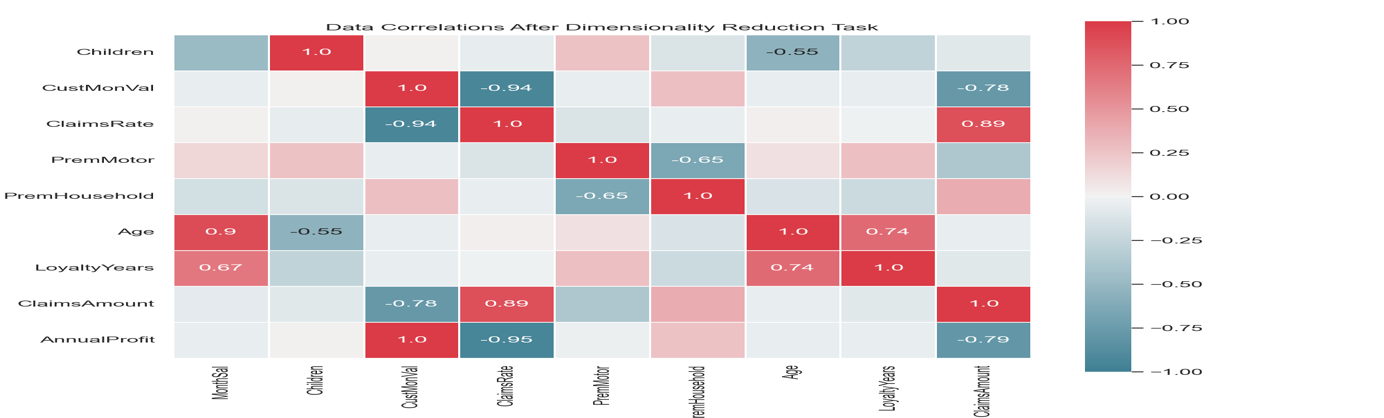 Data Correlations After Dimensionality Reduction Task
Children 1.0 -0.55
CustMonVal 1.0 -0.94 -0.78
ClaimsRate -0.94 1.0 0.89
PremMotor 1.0 -0.65
PremHousehold -0.65 1.0
Age 0.9 -0.55 1.0 0.74
LoyaltyYears 0.67 0.74 1.0
ClaimsAmount -0.78 0.89 1.0
AnnualProfit 1.0 -0.95 -0.79
MonthSal
Children
CustMonVal
ClaimsRate
PremMotor
remHousehold
Age
LoyaltyYears
ClaimsAmount
1.00
0.75
0.50
0.25
0.00
−0.25
−0.50
−0.75
−1.00